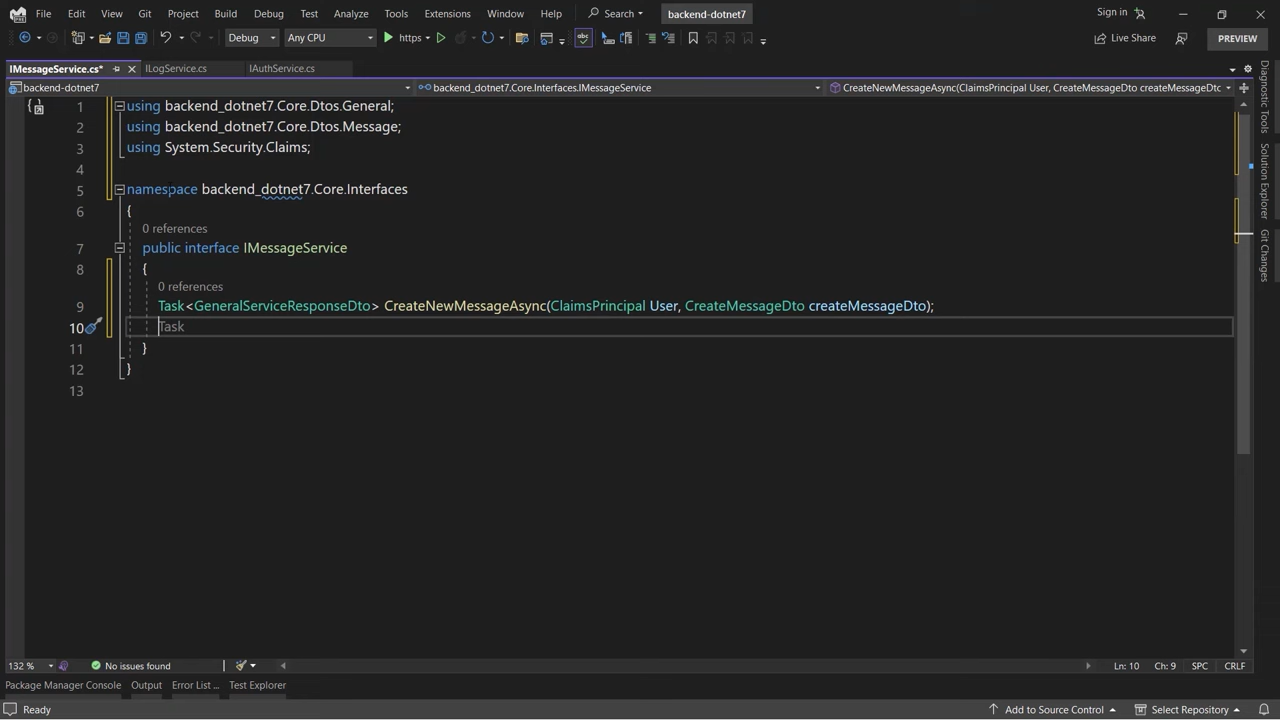 File Edit View Git Project Build Debug Test Analyze Tools Extensions Window Help Search backend-dotnet7 Sign in
Debug Any CPU https abc Live Share PREVIEW
IMessageService.cs* ILogService.cs IAuthService.cs
backend-dotnet7 backend_dotnet7.Core.Interfaces.IMessageService CreateNewMessageAsync(ClaimsPrincipal User, CreateMessageDto createMessageDto)
1 using backend_dotnet7.Core.Dtos.General;
2 using backend_dotnet7.Core.Dtos.Message;
3 using System.Security.Claims;
4
5 namespace backend_dotnet7.Core.Interfaces
6 {
0 references
7 public interface IMessageService
8 {
0 references
9 Task<GeneralServiceResponseDto> CreateNewMessageAsync(ClaimsPrincipal User, CreateMessageDto createMessageDto);
10 Task
11 }
12 }
13
Diagnostic Tools
Solution Explorer
Git Changes
132 % No issues found Ln: 10 Ch: 9 SPC CRLF
Package Manager Console Output Error List ... Test Explorer
Ready Add to Source Control Select Repository